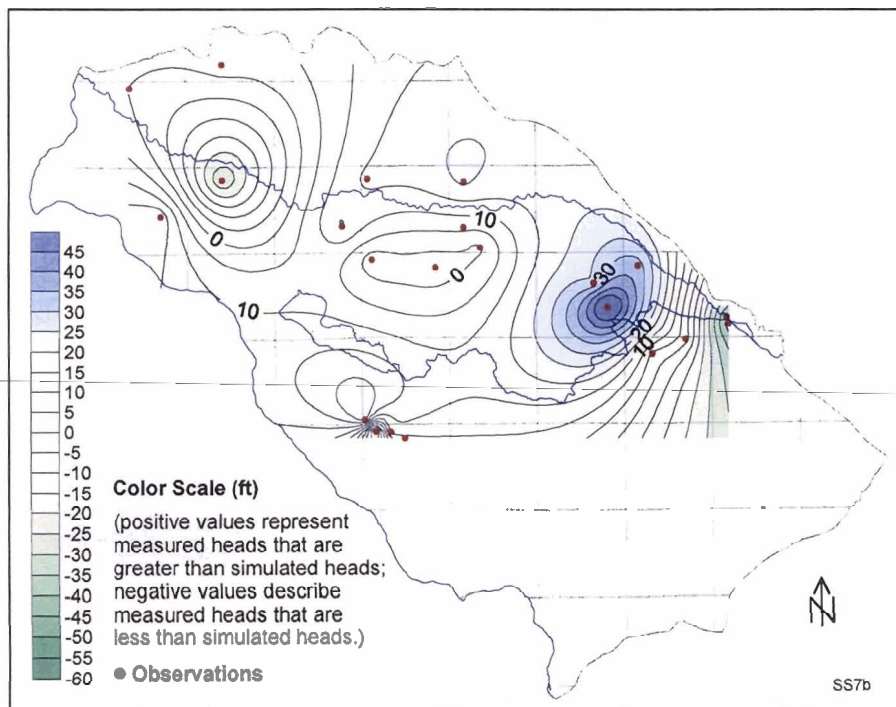 10
0
0
10
30
20
10
45
40
35
30
25
20
15
10
5
0
-5
-10
-15
-20
-25
-30
-35
-40
-45
-50
-55
-60
Color Scale (ft)
(positive values represent
measured heads that are
greater than simulated heads;
negative values describe
measured heads that are
less than simulated heads.)
Observations
N
SS7b